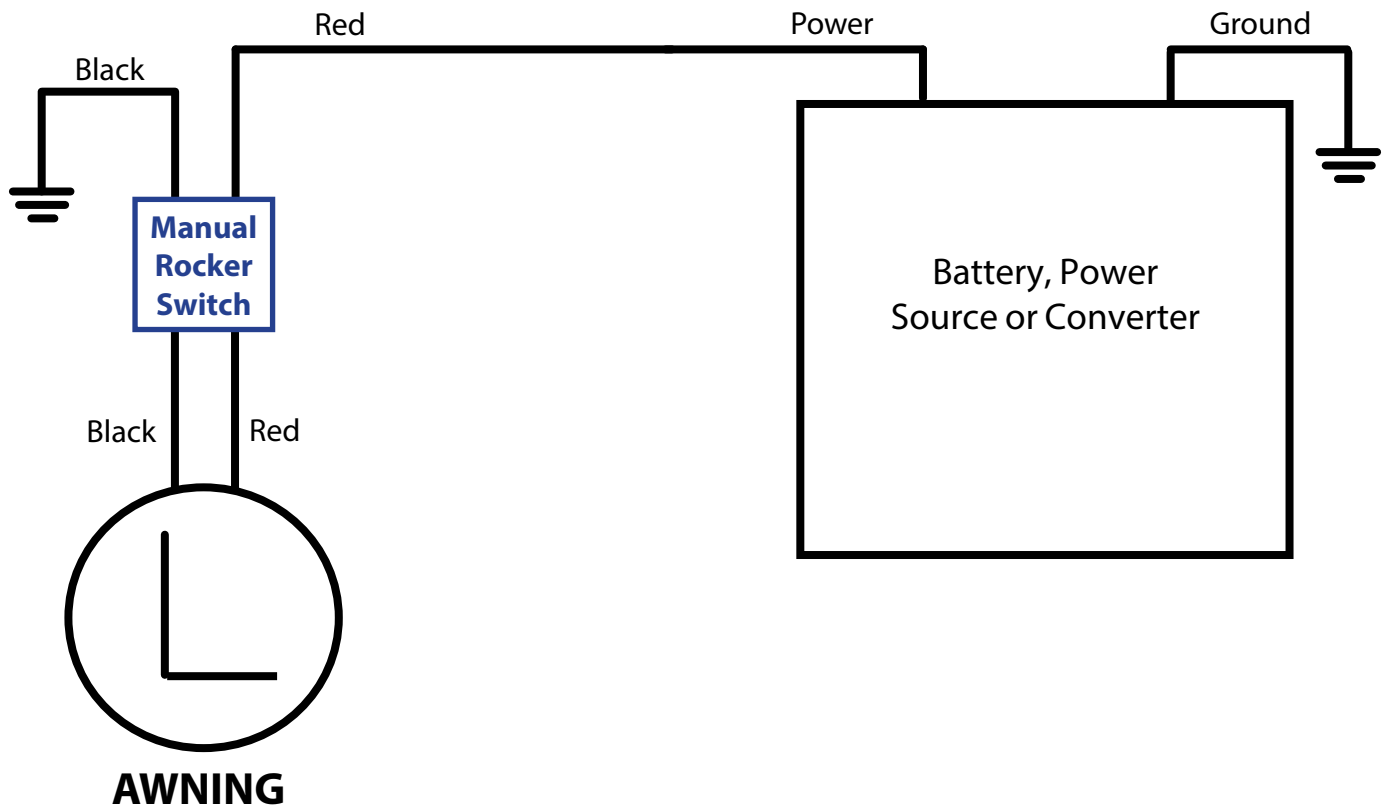 Red
Power
Ground
Black
Manual
Rocker
Switch
Battery, Power
Source or Converter
Black
Red
AWNING